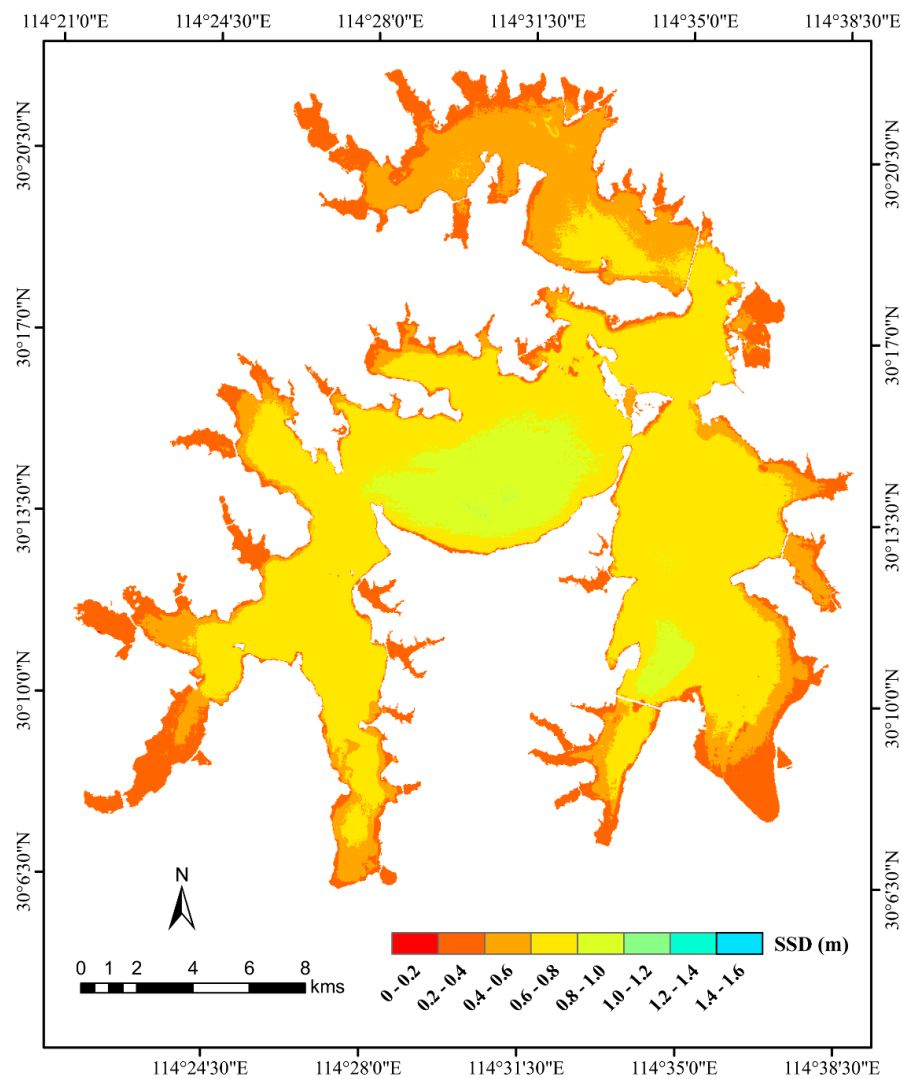 114°21'0"E 114°24'30"E 114°28'0"E 114°31'30"E 114°35'0"E 114°38'30"E
30°20'30"N
30°20'30"N
30°17'0"N
30°17'0"N
30°13'30"N
30°13'30"N
30°10'0"N
30°10'0"N
30°6'30"N
30°6'30"N
N
SSD (m)
0 1 2 4 6 8 kms
0 - 0.2 0.2 - 0.4 0.4 - 0.6 0.6 - 0.8 0.8 - 1.0 1.0 - 1.2 1.2 - 1.4 1.4 - 1.6
114°24'30"E 114°28'0"E 114°31'30"E 114°35'0"E 114°38'30"E